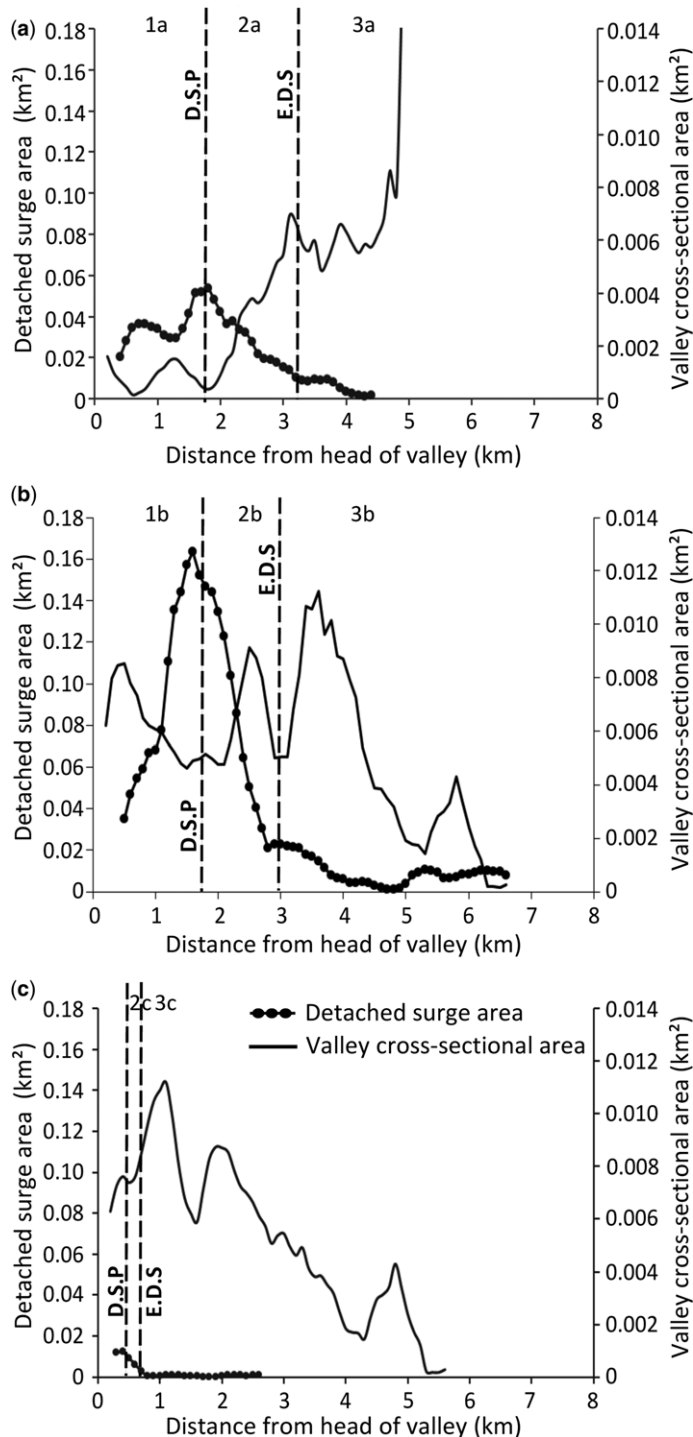 (a)
1a 2a 3a
D.S.P
E.D.S
Detached surge area (km²)
0.18
0.16
0.14
0.12
0.10
0.08
0.06
0.04
0.02
0
0.014
0.012
0.010
0.008
0.006
0.004
0.002
0
Valley cross-sectional area (km²)
0 1 2 3 4 5 6 7 8
Distance from head of valley (km)
(b)
1b 2b 3b
E.D.S
D.S.P
Detached surge area (km²)
0.18
0.16
0.14
0.12
0.10
0.08
0.06
0.04
0.02
0
0.014
0.012
0.010
0.008
0.006
0.004
0.002
0
Valley cross-sectional area (km²)
0 1 2 3 4 5 6 7 8
Distance from head of valley (km)
(c)
2c 3c
Detached surge area
Valley cross-sectional area
D.S.P
E.D.S
Detached surge area (km²)
0.18
0.16
0.14
0.12
0.10
0.08
0.06
0.04
0.02
0
0.014
0.012
0.010
0.008
0.006
0.004
0.002
0
Valley cross-sectional area (km²)
0 1 2 3 4 5 6 7 8
Distance from head of valley (km)